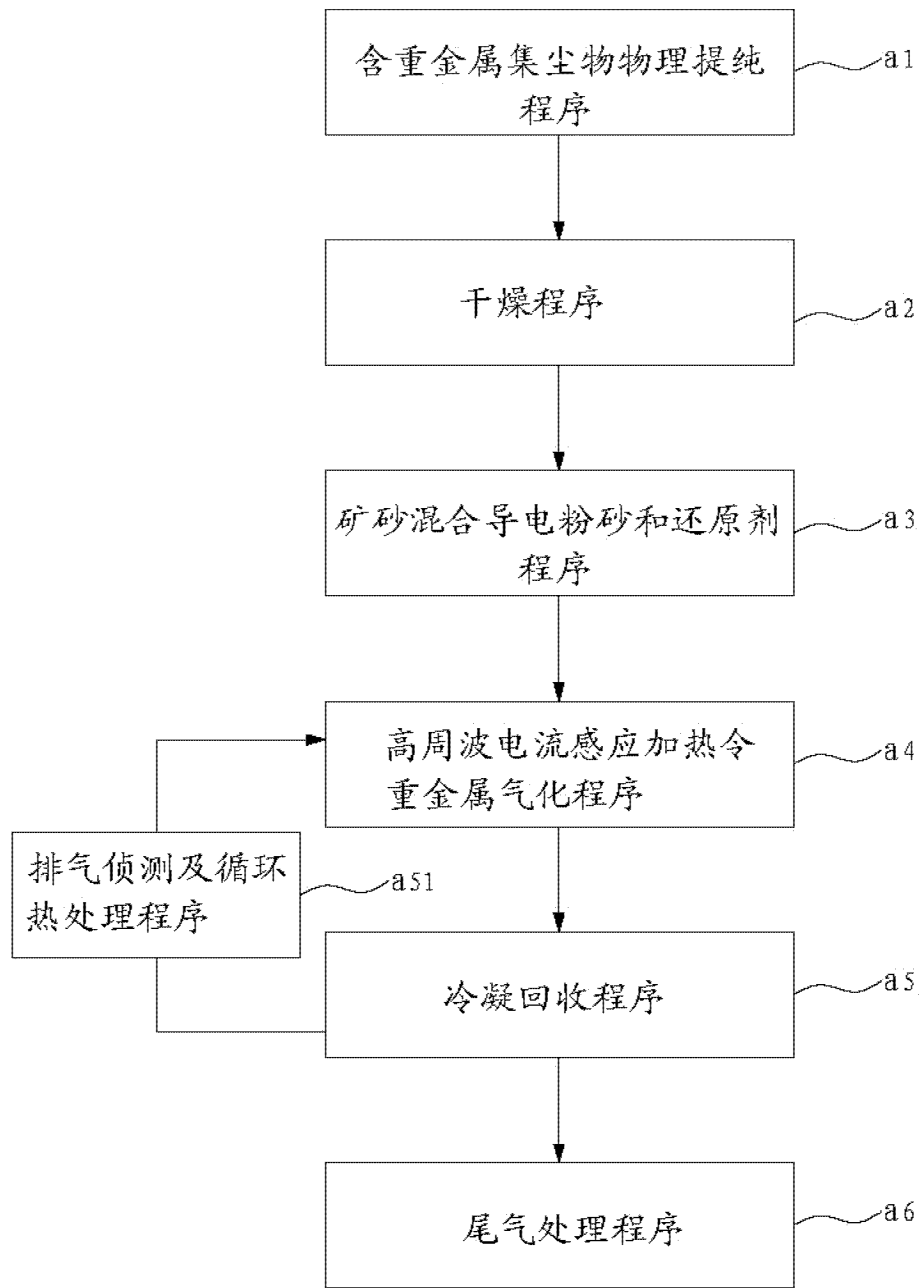 含重金属集尘物物理提纯
程序
a1
干燥程序
a2
矿砂混合导电粉砂和还原剂
程序
a3
高周波电流感应加热令
重金属气化程序
a4
排气侦测及循环
热处理程序
a51
冷凝回收程序
a5
尾气处理程序
a6